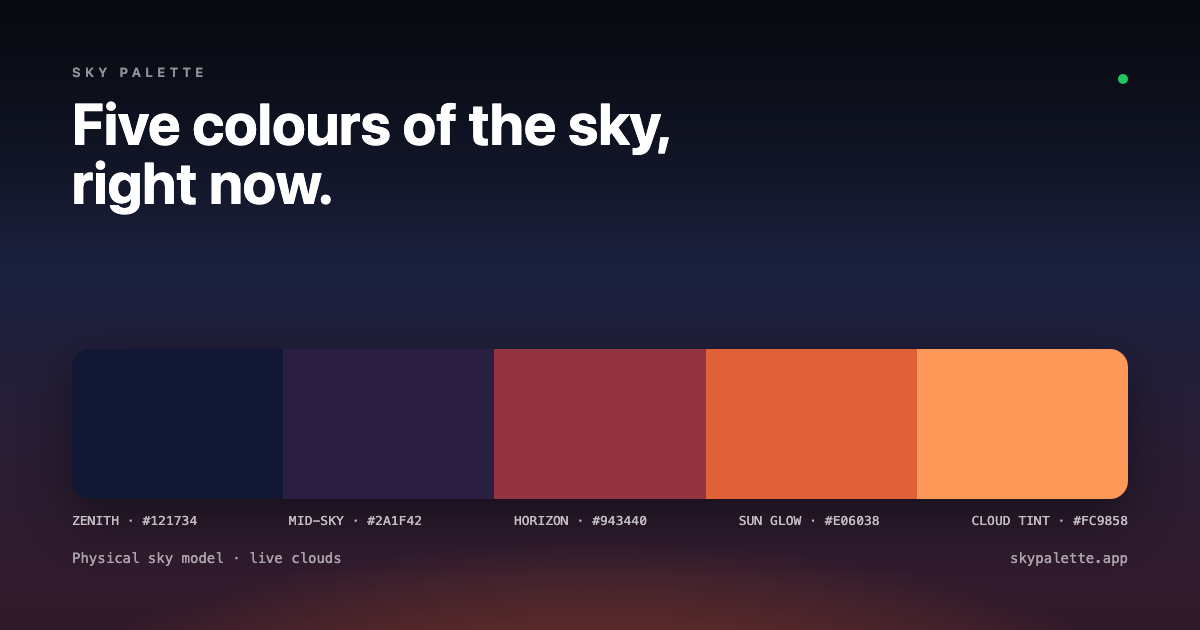 SKY PALETTE
Five colours of the sky,
right now.
ZENITH · #121734
MID-SKY · #2A1F42
HORIZON · #943440
SUN GLOW · #E06038
CLOUD TINT · #FC9858
Physical sky model · live clouds
skypalette.app